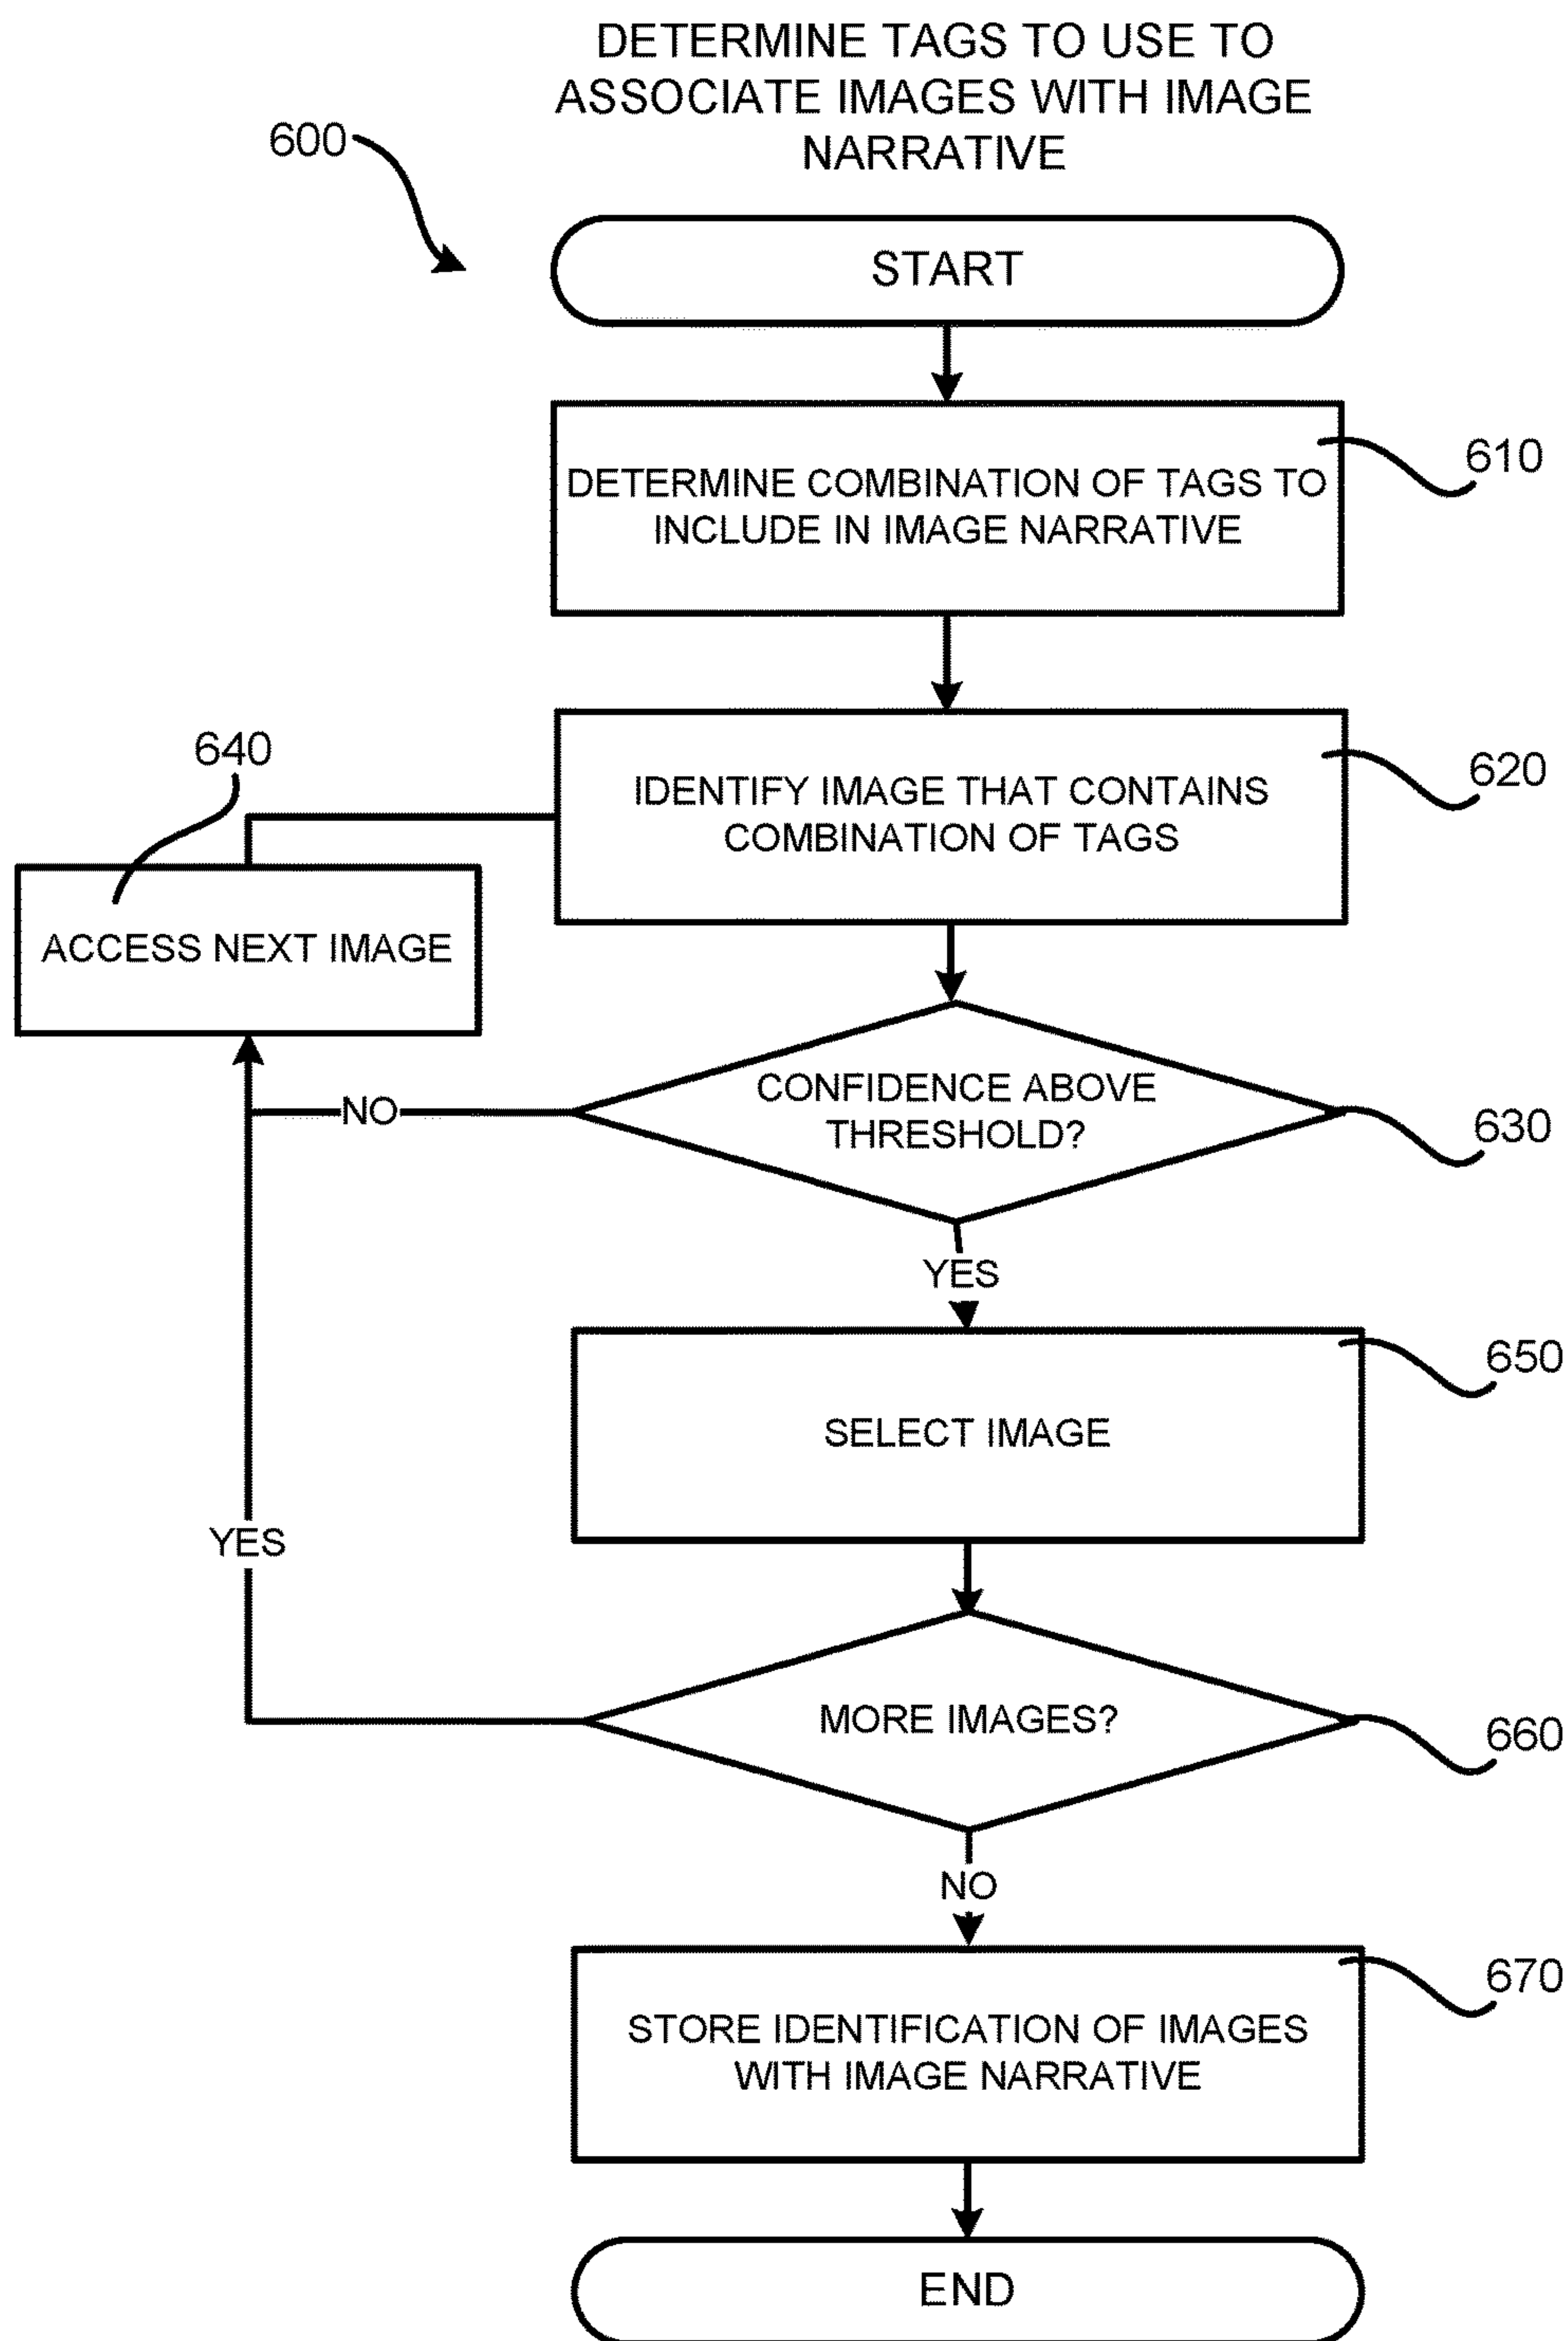 DETERMINE TAGS TO USE TO
ASSOCIATE IMAGES WITH IMAGE
NARRATIVE
600
START
610
DETERMINE COMBINATION OF TAGS TO
INCLUDE IN IMAGE NARRATIVE
640
620
IDENTIFY IMAGE THAT CONTAINS
COMBINATION OF TAGS
ACCESS NEXT IMAGE
CONFIDENCE ABOVE
THRESHOLD?
NO
630
YES
650
SELECT IMAGE
YES
MORE IMAGES?
660
NO
670
STORE IDENTIFICATION OF IMAGES
WITH IMAGE NARRATIVE
END